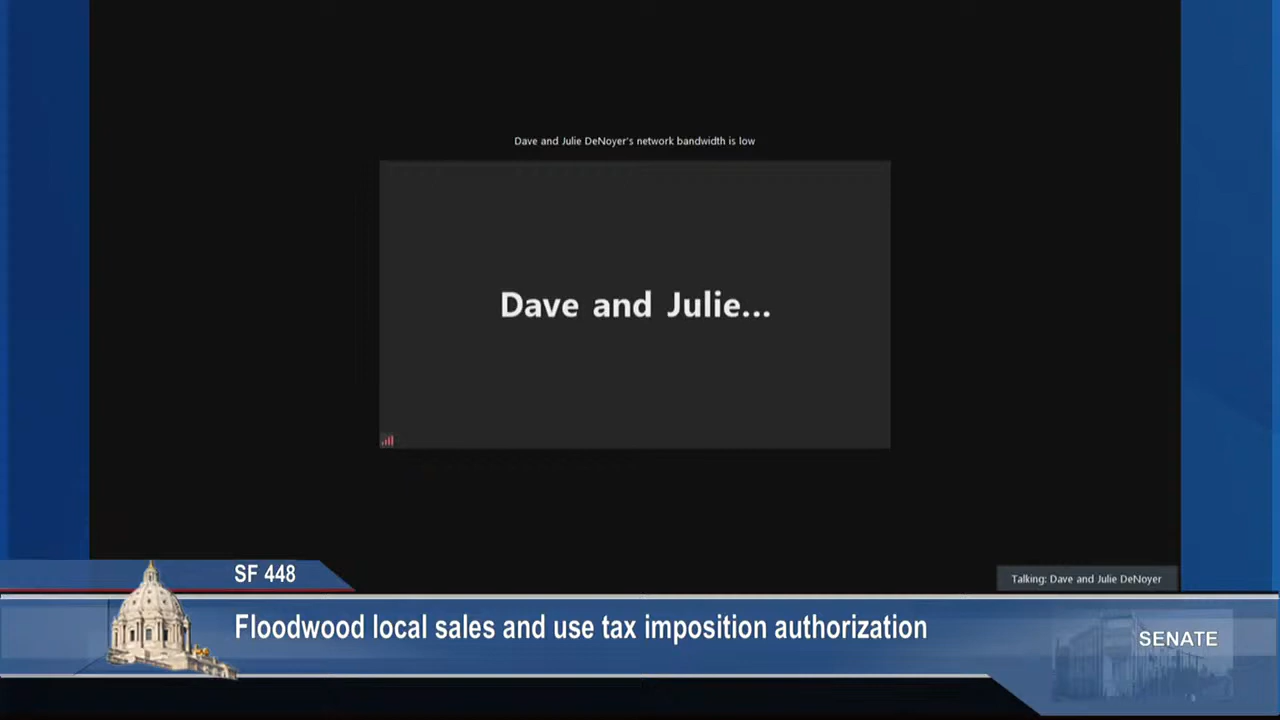 Dave and Julie DeNoyer's network bandwidth is low
Dave and Julie...
SF 448
Talking: Dave and Julie DeNoyer
Floodwood local sales and use tax imposition authorization
SENATE